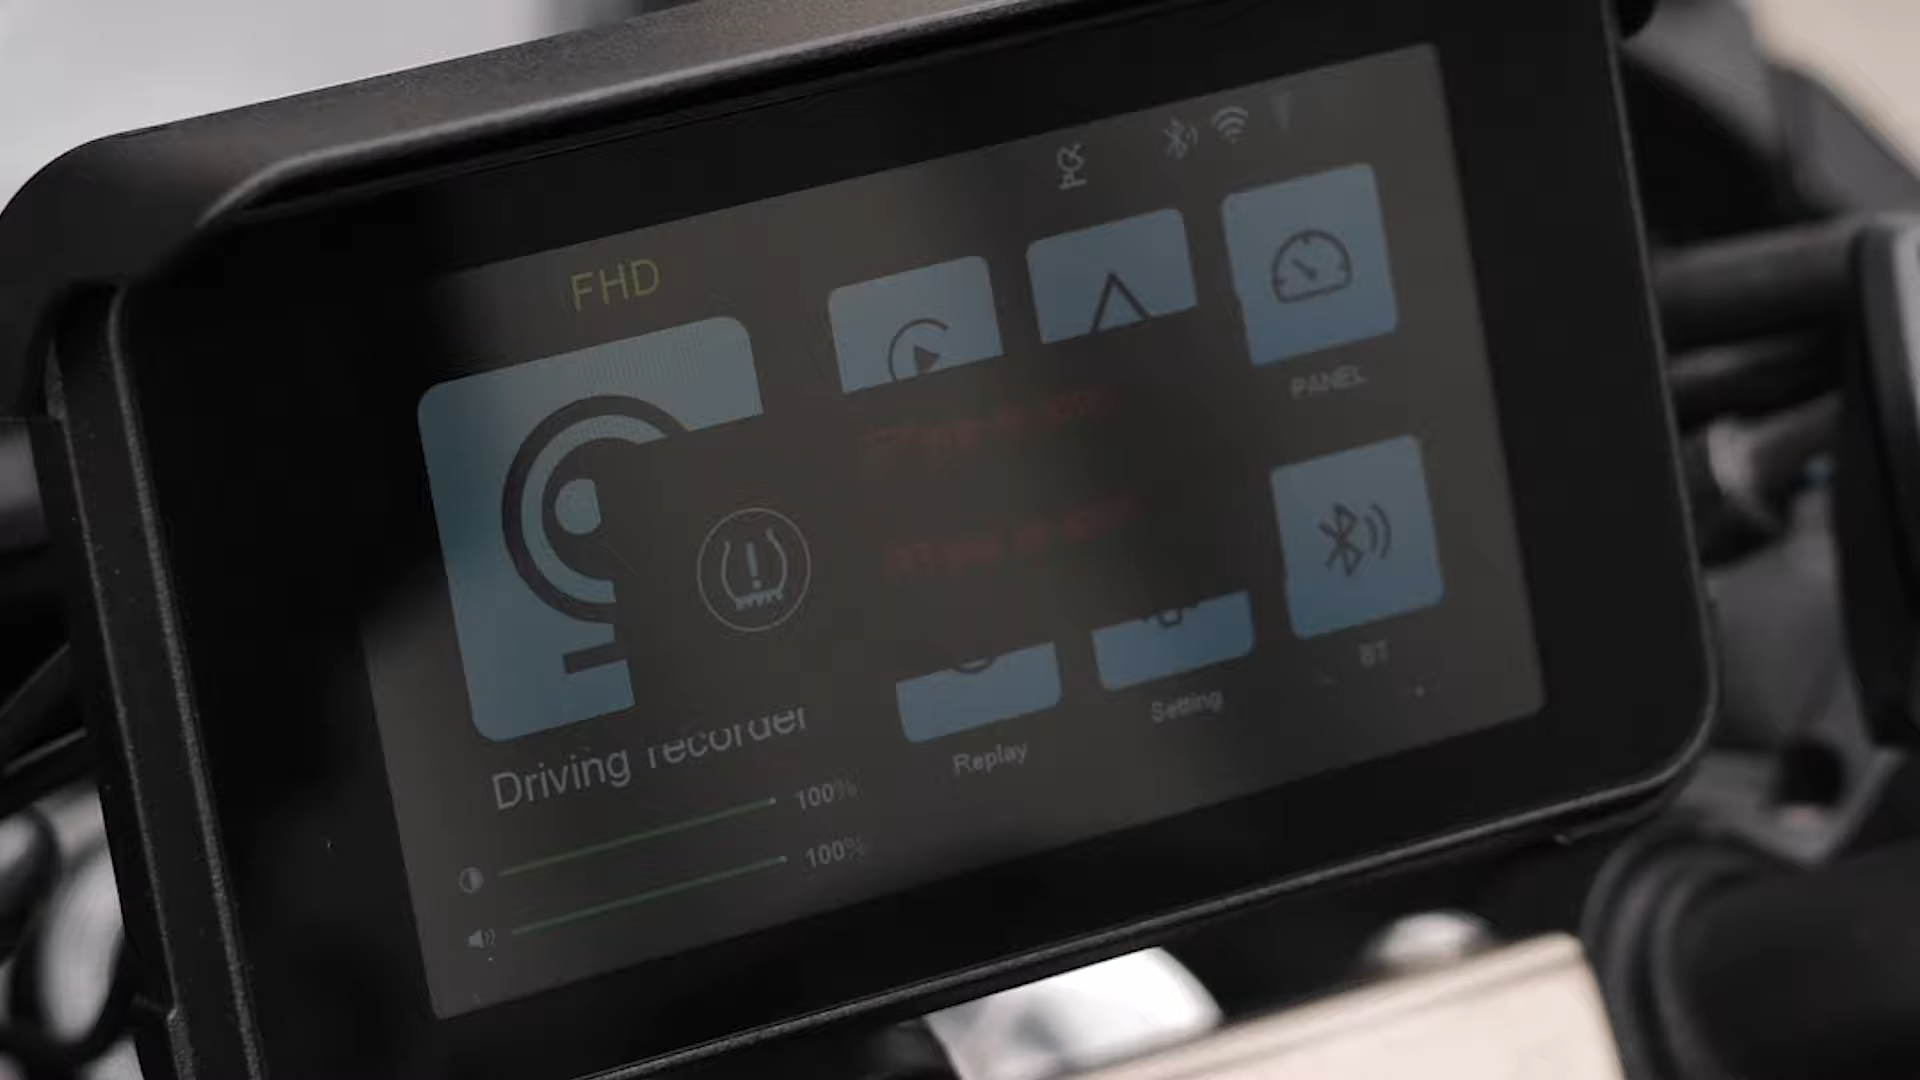 FHD
PANEL
Driving recorder
Replay
Setting
BT
100%
100%